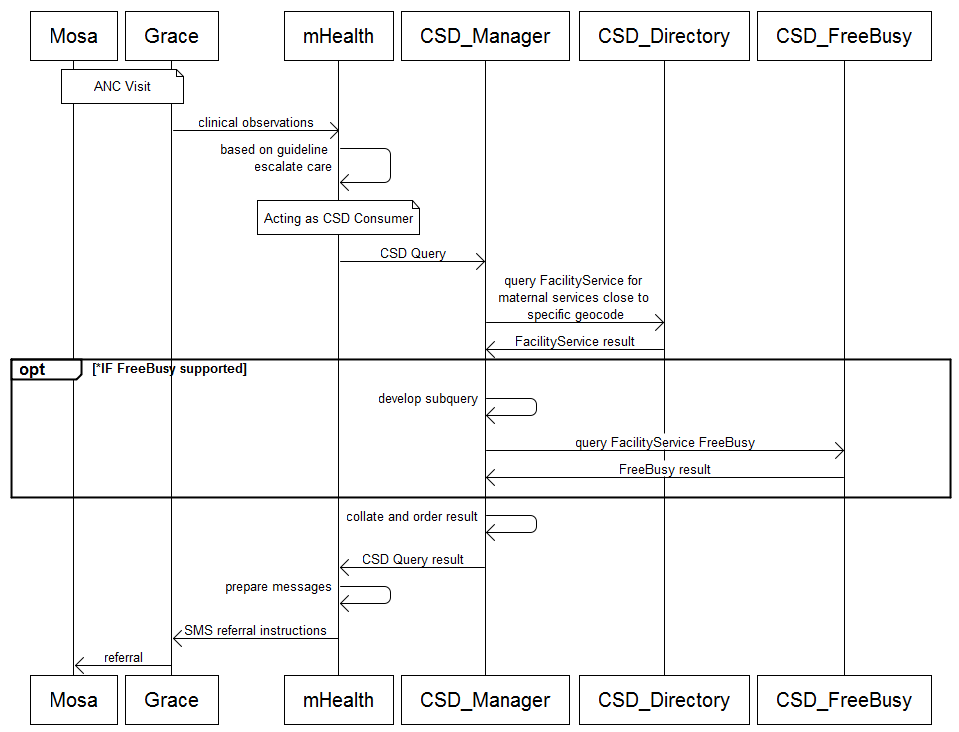 Mosa Grace mHealth CSD_Manager CSD_Directory CSD_FreeBusy
ANC Visit
clinical observations
based on guideline
escalate care
Acting as CSD Consumer
CSD Query
query FacilityService for
maternal services close to
specific geocode
FacilityService result
opt [*IF FreeBusy supported]
develop subquery
query FacilityService FreeBusy
FreeBusy result
collate and order result
CSD Query result
prepare messages
SMS referral instructions
referral
Mosa Grace mHealth CSD_Manager CSD_Directory CSD_FreeBusy